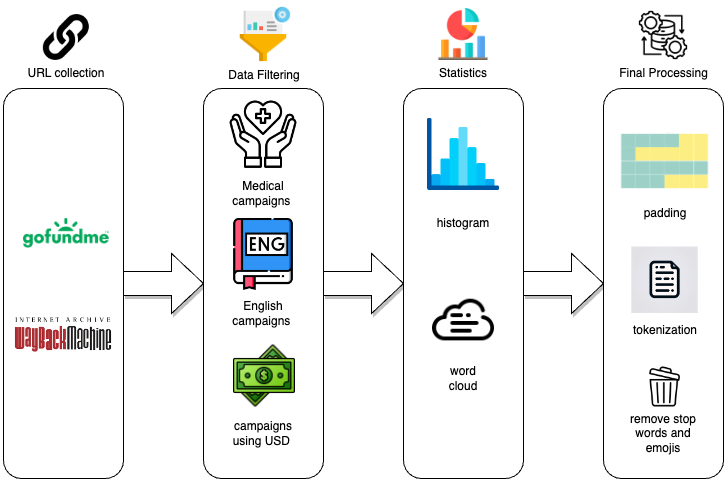 URL collection
Data Filtering
Statistics
Final Processing
gofundme
INTERNET ARCHIVE
WayBackMachine
Medical
campaigns
ENG
English
campaigns
$
campaigns
using USD
histogram
word
cloud
padding
tokenization
remove stop
words and
emojis